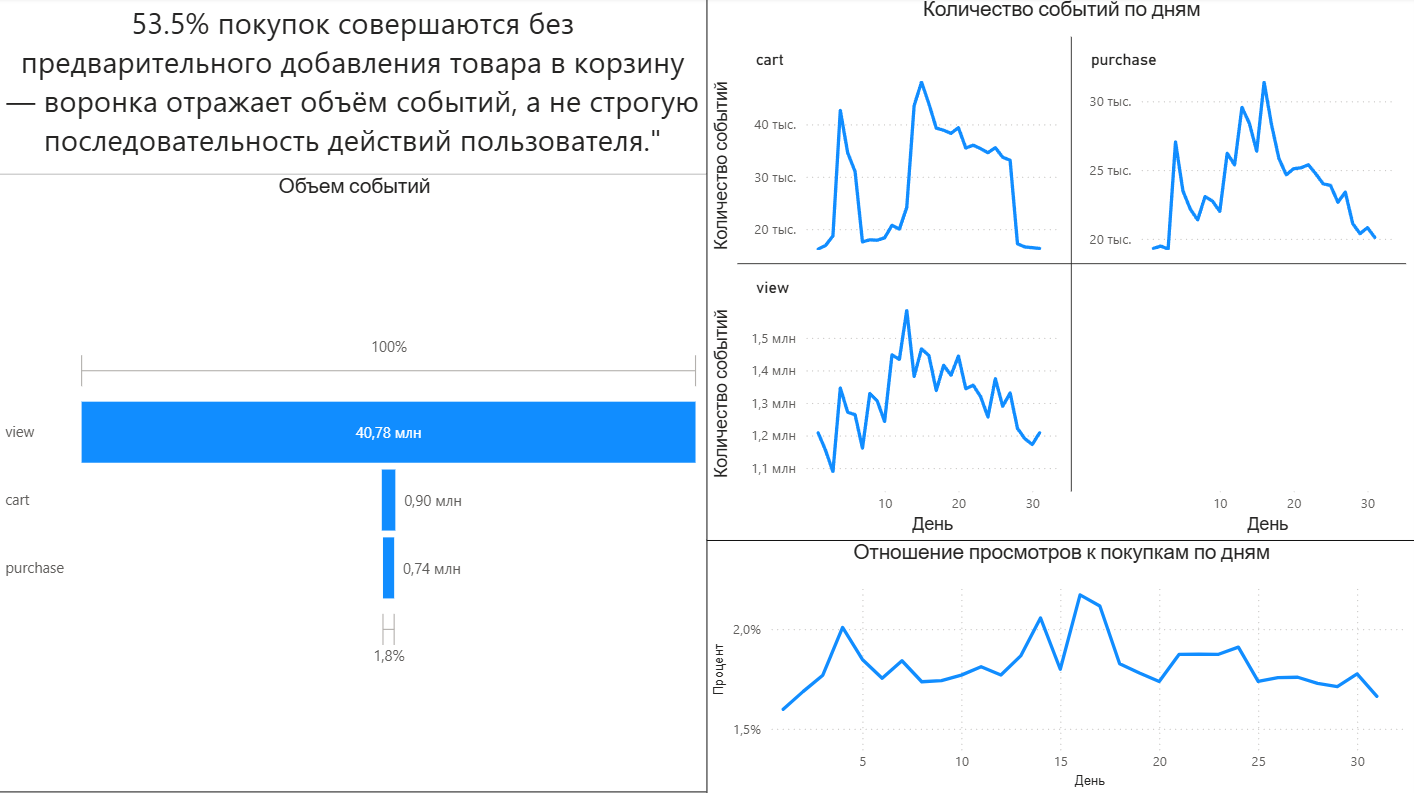 53.5% покупок совершаются без
предварительного добавления товара в корзину
— воронка отражает объём событий, а не строгую
последовательность действий пользователя."
Объем событий
100%
view
40,78 млн
cart
0,90 млн
purchase
0,74 млн
1,8%
Количество событий по дням
Количество событий
cart
40 тыс.
30 тыс.
20 тыс.
purchase
30 тыс.
25 тыс.
20 тыс.
Количество событий
view
1,5 млн
1,4 млн
1,3 млн
1,2 млн
1,1 млн
10 20 30
День
10 20 30
День
Отношение просмотров к покупкам по дням
Процент
2,0%
1,5%
5 10 15 20 25 30
День